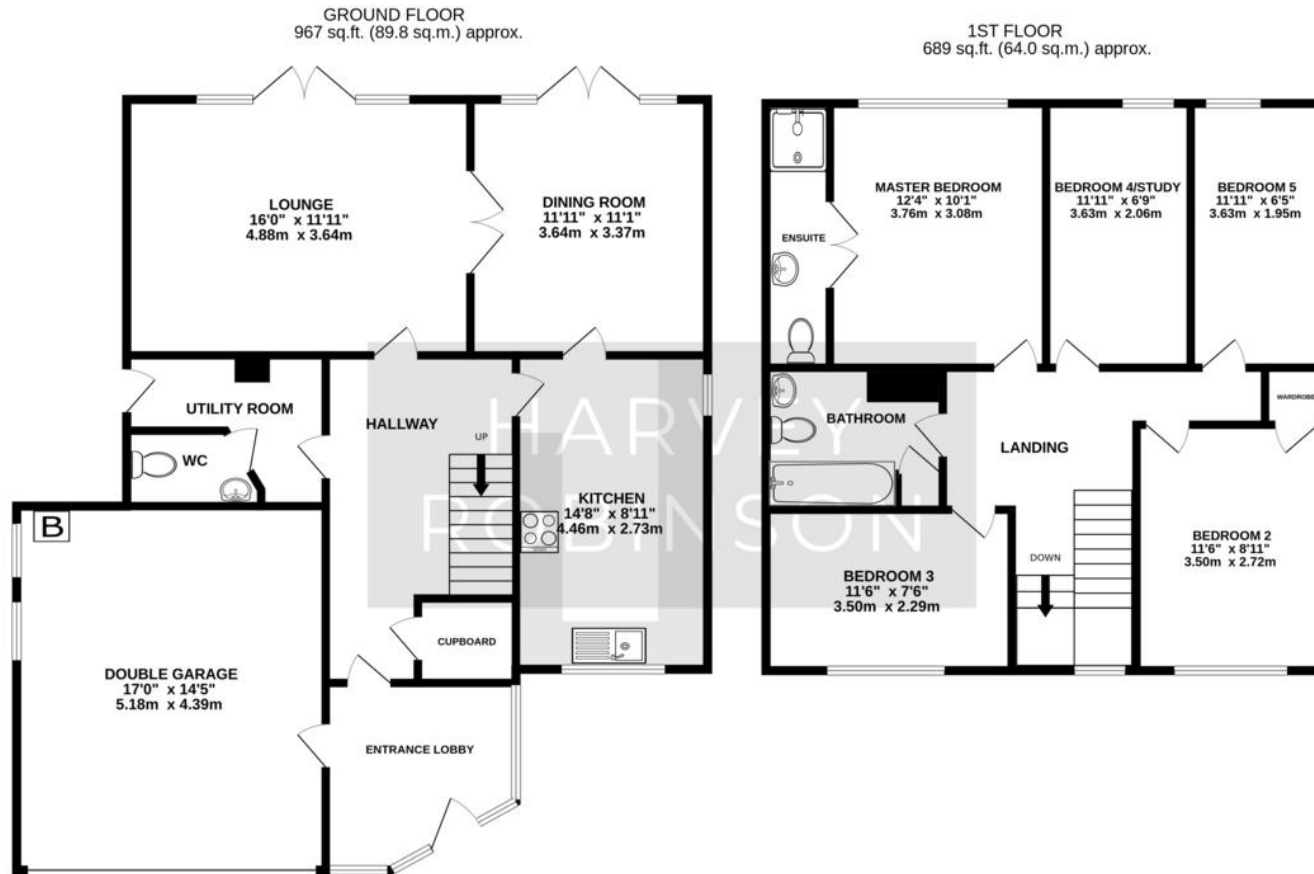 GROUND FLOOR
967 sq.ft. (89.8 sq.m.) approx.
LOUNGE
16'0" x 11'11"
4.88m x 3.64m
DINING ROOM
11'11" x 11'1"
3.64m x 3.37m
UTILITY ROOM
WC
HALLWAY
UP
KITCHEN
14'8" x 8'11"
4.46m x 2.73m
CUPBOARD
B
DOUBLE GARAGE
17'0" x 14'5"
5.18m x 4.39m
ENTRANCE LOBBY
1ST FLOOR
689 sq.ft. (64.0 sq.m.) approx.
ENSUITE
MASTER BEDROOM
12'4" x 10'1"
3.76m x 3.08m
BEDROOM 4/STUDY
11'11" x 6'9"
3.63m x 2.06m
BEDROOM 5
11'11" x 6'5"
3.63m x 1.95m
BATHROOM
LANDING
WARDROBE
BEDROOM 3
11'6" x 7'6"
3.50m x 2.29m
DOWN
BEDROOM 2
11'6" x 8'11"
3.50m x 2.72m
HARVEY
ROBINSON